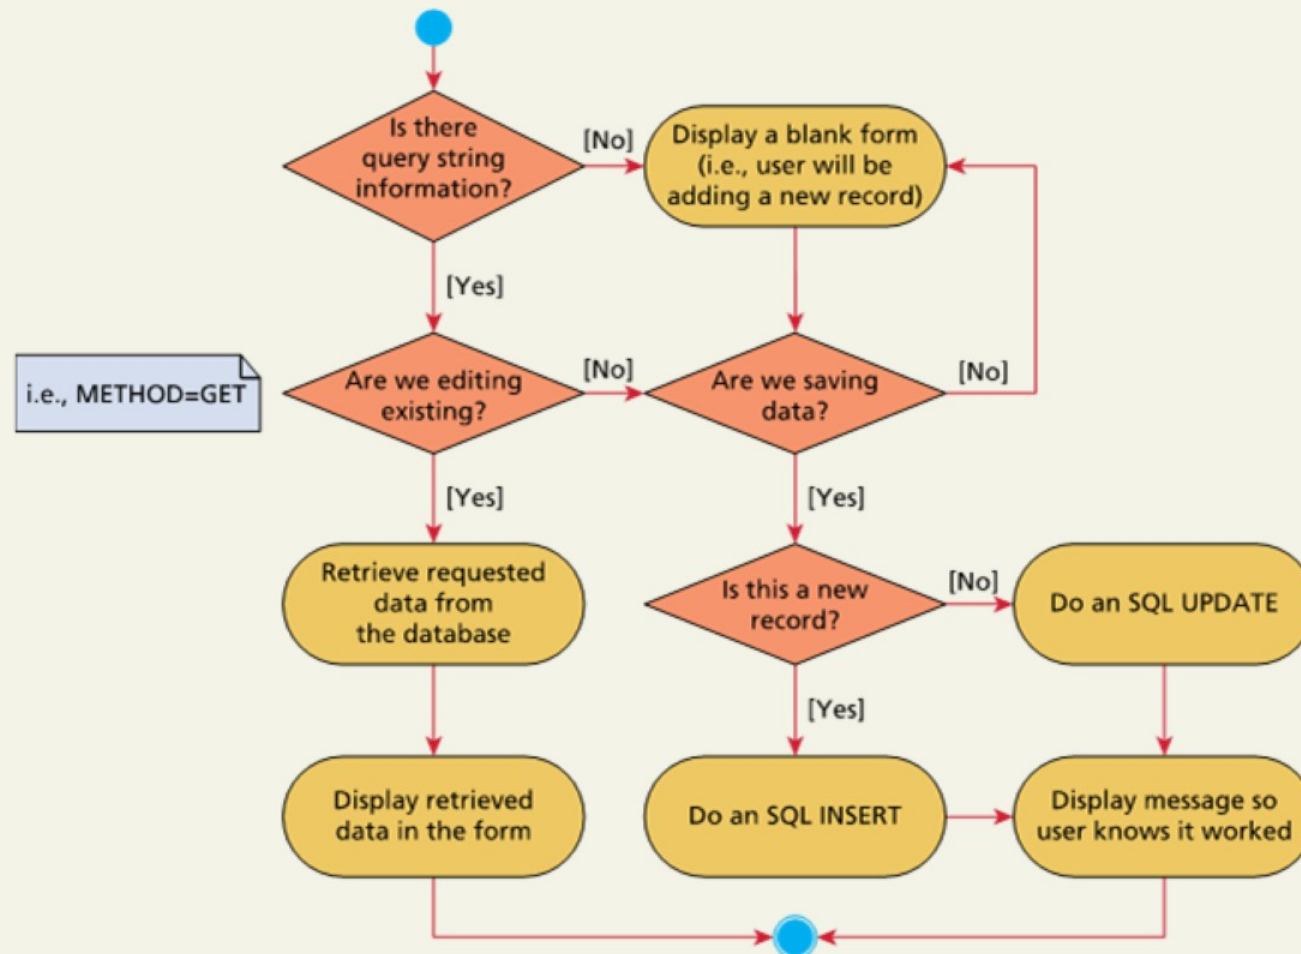 Is there
query string
information?
[No]
Display a blank form
(i.e., user will be
adding a new record)
[Yes]
i.e., METHOD=GET
Are we editing
existing?
[No]
Are we saving
data?
[No]
[Yes]
[Yes]
Retrieve requested
data from
the database
Is this a new
record?
[No]
Do an SQL UPDATE
[Yes]
Display retrieved
data in the form
Do an SQL INSERT
Display message so
user knows it worked